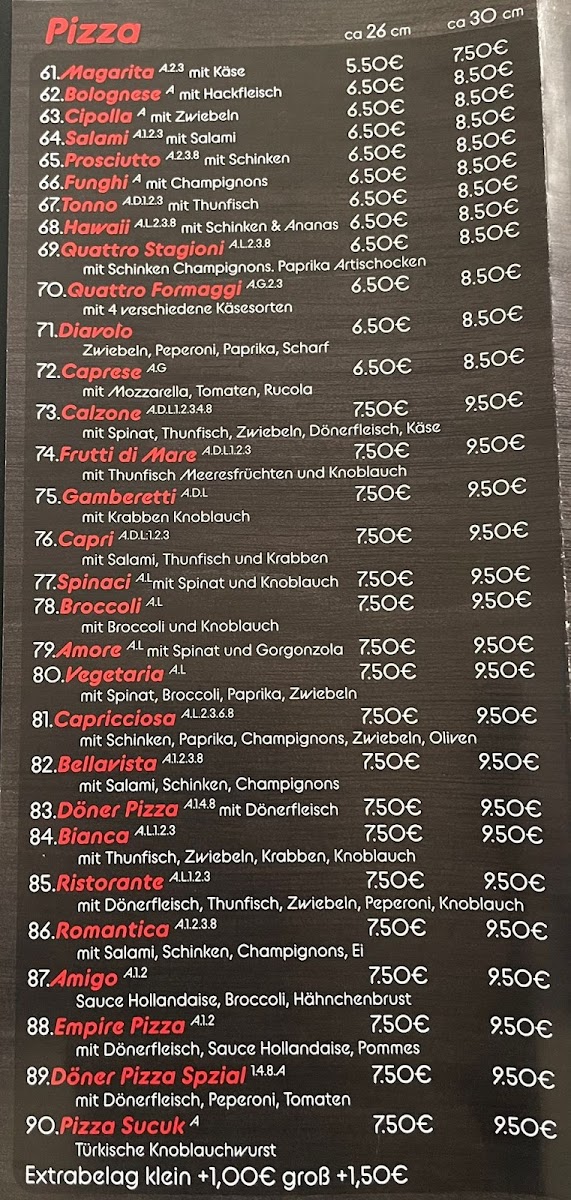 Pizza ca 26 cm ca 30 cm
61.Magarita A.2.3 mit Käse 5.50€ 7.50€
62.Bolognese A mit Hackfleisch 6.50€ 8.50€
63.Cipolla A mit Zwiebeln 6.50€ 8.50€
64.Salami A.1.2.3 mit Salami 6.50€ 8.50€
65.Prosciutto A.2.3.8 mit Schinken 6.50€ 8.50€
66.Funghi A mit Champignons 6.50€ 8.50€
67.Tonno A.D.1.2.3 mit Thunfisch 6.50€ 8.50€
68.Hawaii A.L.2.3.8 mit Schinken & Ananas 6.50€ 8.50€
69.Quattro Stagioni A.L.2.3.8 6.50€ 8.50€
mit Schinken Champignons. Paprika Artischocken
70.Quattro Formaggi A.G.2.3 6.50€ 8.50€
mit 4 verschiedene Käsesorten
71.Diavolo 6.50€ 8.50€
Zwiebeln, Peperoni, Paprika, Scharf
72.Caprese A.G 6.50€ 8.50€
mit Mozzarella, Tomaten, Rucola
73.Calzone A.D.L.1.2.3.4.8 7.50€ 9.50€
mit Spinat, Thunfisch, Zwiebeln, Dönerfleisch, Käse
74.Frutti di Mare A.D.L.1.2.3 7.50€ 9.50€
mit Thunfisch Meeresfrüchten und Knoblauch
75.Gamberetti A.D.L 7.50€ 9.50€
mit Krabben Knoblauch
76.Capri A.D.L:1.2.3 7.50€ 9.50€
mit Salami, Thunfisch und Krabben
77.Spinaci A.L mit Spinat und Knoblauch 7.50€ 9.50€
78.Broccoli A.L 7.50€ 9.50€
mit Broccoli und Knoblauch
79.Amore A.L mit Spinat und Gorgonzola 7.50€ 9.50€
80.Vegetaria A.L 7.50€ 9.50€
mit Spinat, Broccoli, Paprika, Zwiebeln
81.Capricciosa A.L.2.3.6.8 7.50€ 9.50€
mit Schinken, Paprika, Champignons, Zwiebeln, Oliven
82.Bellavista A.1.2.3.8 7.50€ 9.50€
mit Salami, Schinken, Champignons
83.Döner Pizza A.1.4.8 mit Dönerfleisch 7.50€ 9.50€
84.Bianca A.L.1.2.3 7.50€ 9.50€
mit Thunfisch, Zwiebeln, Krabben, Knoblauch
85.Ristorante A.L.1.2.3 7.50€ 9.50€
mit Dönerfleisch, Thunfisch, Zwiebeln, Peperoni, Knoblauch
86.Romantica A.1.2.3.8 7.50€ 9.50€
mit Salami, Schinken, Champignons, Ei
87.Amigo A.1.2 7.50€ 9.50€
Sauce Hollandaise, Broccoli, Hähnchenbrust
88.Empire Pizza A.1.2 7.50€ 9.50€
mit Dönerfleisch, Sauce Hollandaise, Pommes
89.Döner Pizza Spzial 1.4.8.A 7.50€ 9.50€
mit Dönerfleisch, Peperoni, Tomaten
90.Pizza Sucuk A 7.50€ 9.50€
Türkische Knoblauchwurst
Extrabelag klein +1,00€ groß +1,50€